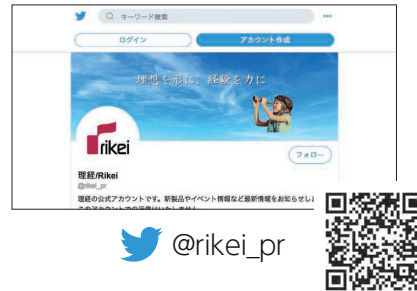 キーワード検索
ログイン
アカウント作成
理想を形に、経験を力に
rikei
フォロー
理経/Rikei
@rikei_pr
理経の公式アカウントです。新製品やイベント情報など最新情報をお知らせしま
@rikei_pr